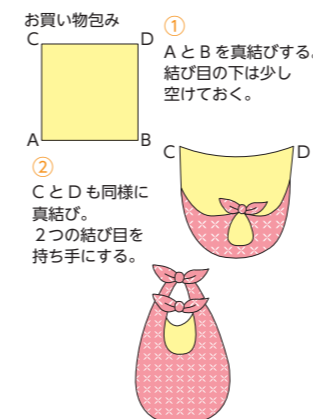 お買い物包み
C D
A B
①
AとBを真結びする。
結び目の下は少し
空けておく。
②
CとDも同様に
真結び。
2つの結び目を
持ち手にする。
C D